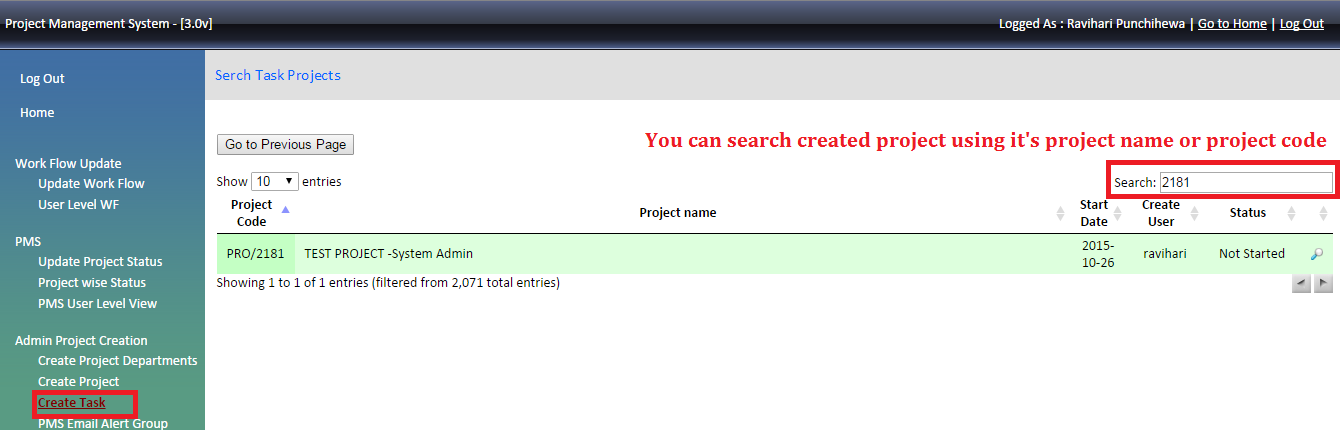 Project Management System - [3.0v]
Logged As : Ravihari Punchihewa | Go to Home | Log Out
Log Out
Home
Work Flow Update
Update Work Flow
User Level WF
PMS
Update Project Status
Project wise Status
PMS User Level View
Admin Project Creation
Create Project Departments
Create Project
Create Task
PMS Email Alert Group
Serch Task Projects
Go to Previous Page
You can search created project using it's project name or project code
Show 10 entries
Search: 2181
Project Code
Project name
Start Date
Create User
Status
PRO/2181 TEST PROJECT -System Admin 2015-10-26 ravihari Not Started
Showing 1 to 1 of 1 entries (filtered from 2,071 total entries)